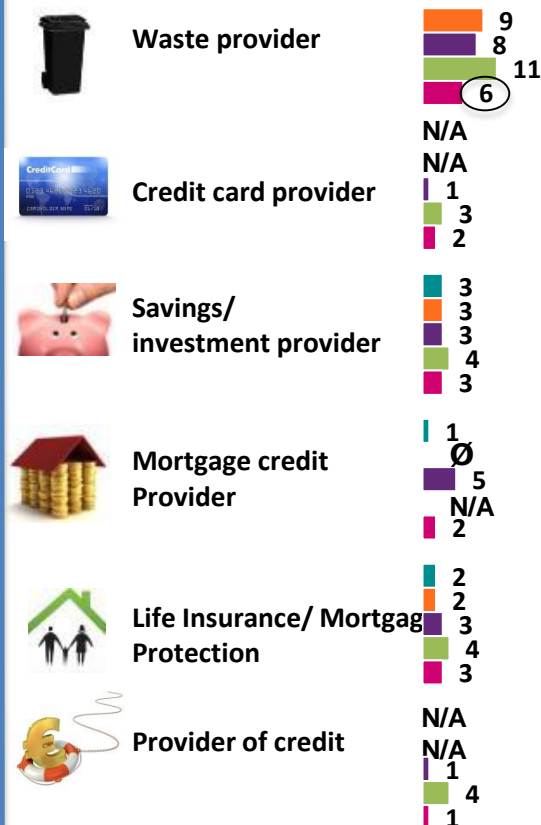 Waste provider
9
8
11
6
N/A
N/A
CreditCard
Credit card provider
1
3
2
Savings/
investment provider
3
3
3
4
3
Mortgage credit
Provider
1
Ø
5
N/A
2
Life Insurance/ Mortgag
Protection
2
2
3
4
3
Provider of credit
N/A
N/A
1
4
1